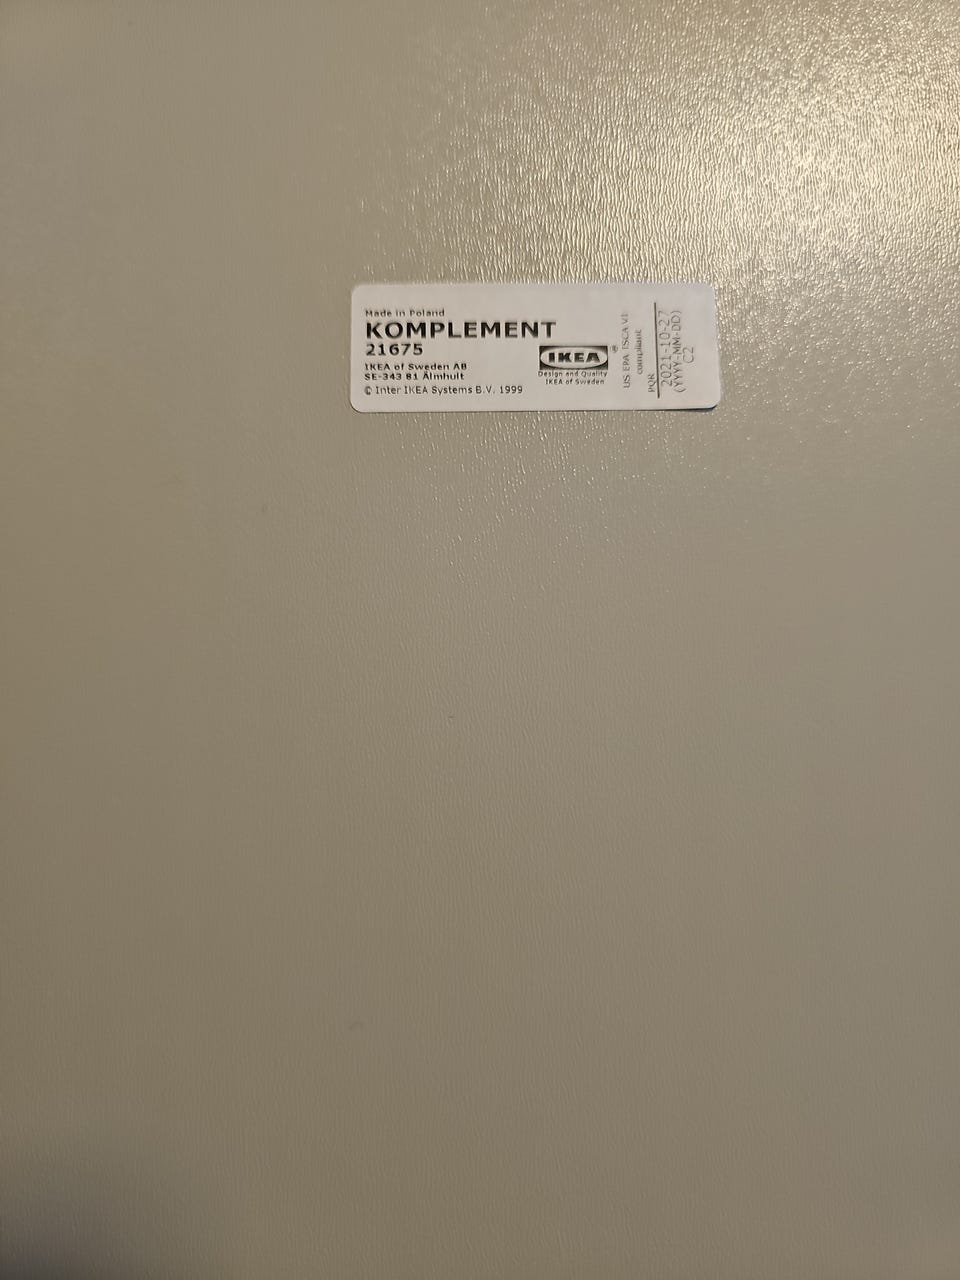 Made in Poland
KOMPLEMENT
21675
IKEA of Sweden AB
SE-343 81 Älmhult
© Inter IKEA Systems B.V. 1999
IKEA ®
Design and Quality
IKEA of Sweden
US EPA TSCA VI
compliant
PQR
2021-10-27
(YYYY-MM-DD)
C2